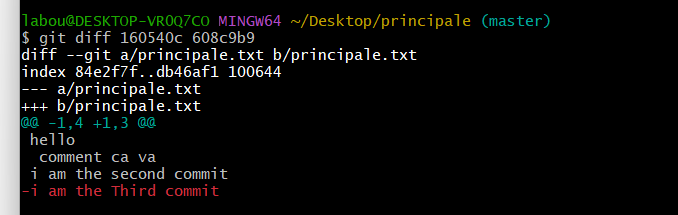 labou@DESKTOP-VROQ7CO MINGW64 ~/Desktop/principale (master)
$ git diff 160540c 608c9b9
diff --git a/principale.txt b/principale.txt
index 84e2f7f..db46af1 100644
--- a/principale.txt
+++ b/principale.txt
@@ -1,4 +1,3 @@
 hello
  comment ca va
 i am the second commit
-i am the Third commit